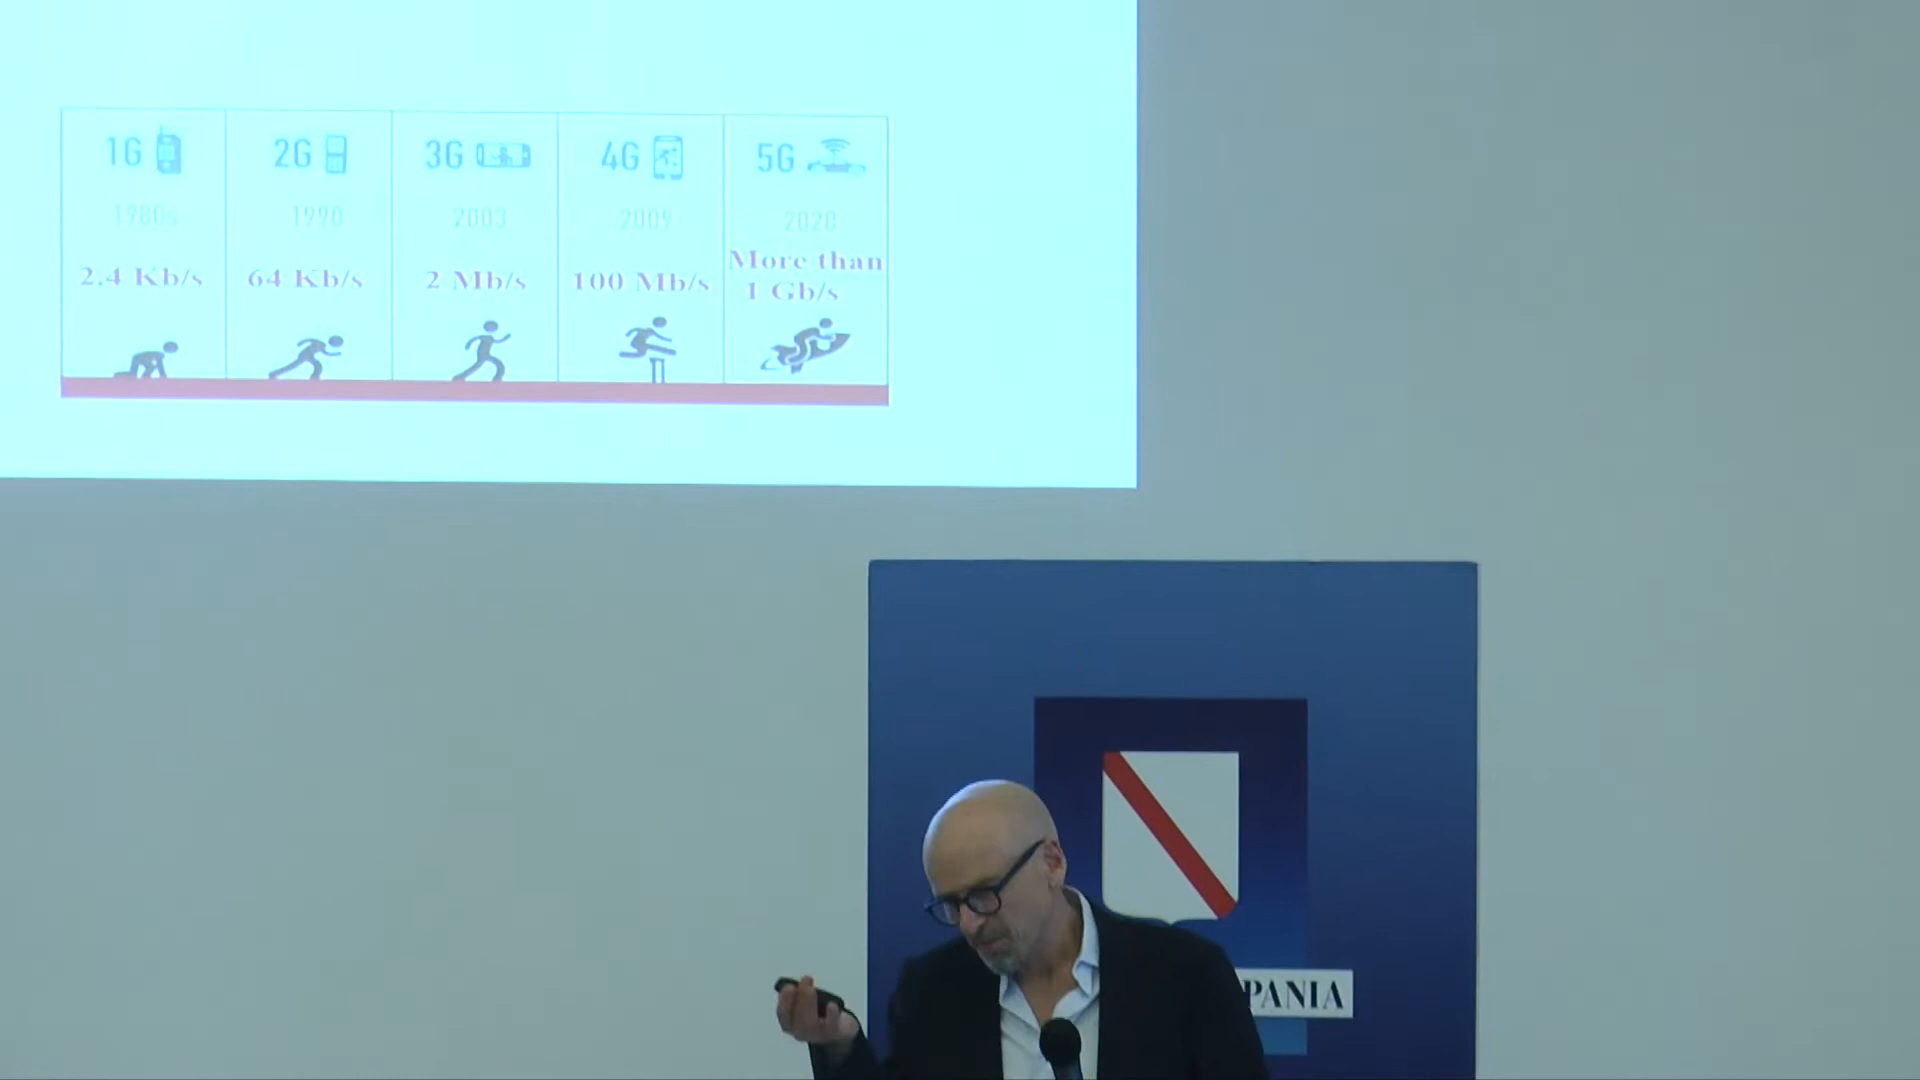 1G
1980s
2.4 Kb/s
2G
1990
64 Kb/s
3G
2003
2 Mb/s
4G
2009
100 Mb/s
5G
2020
More than
1 Gb/s
PANIA